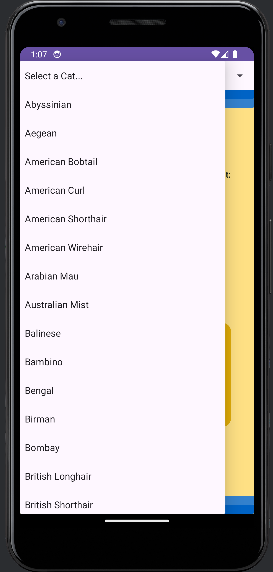 1:07
Select a Cat...
t:
Abyssinian
Aegean
American Bobtail
American Curl
American Shorthair
American Wirehair
Arabian Mau
Australian Mist
Balinese
Bambino
Bengal
Birman
Bombay
British Longhair
British Shorthair